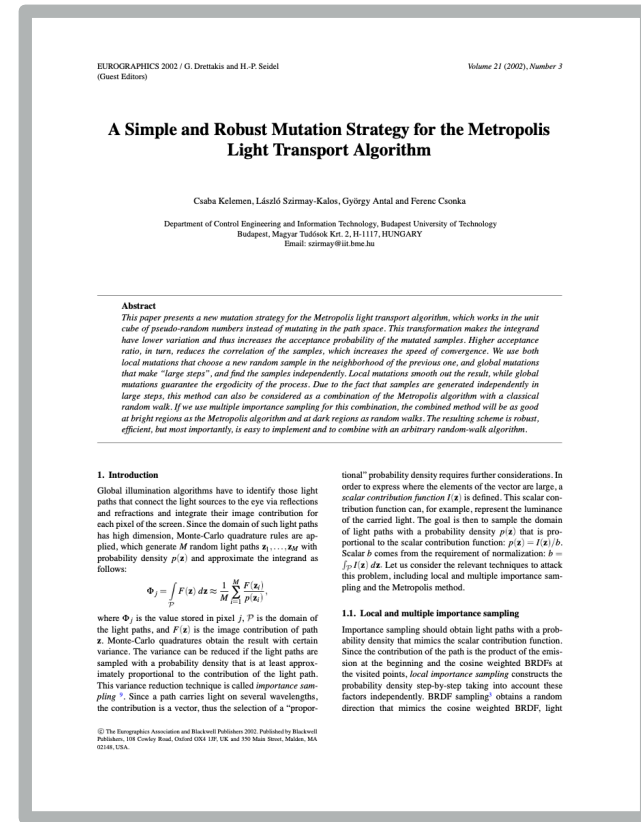 EUROGRAPHICS 2002 / G. Drettakis and H.-P. Seidel
(Guest Editors)
Volume 21 (2002), Number 3
A Simple and Robust Mutation Strategy for the Metropolis
Light Transport Algorithm
Csaba Kelemen, László Szirmay-Kalos, György Antal and Ferenc Csonka
Department of Control Engineering and Information Technology, Budapest University of Technology
Budapest, Magyar Tudósok Krt. 2, H-1117, HUNGARY
Email: szirmay@iit.bme.hu
Abstract
This paper presents a new mutation strategy for the Metropolis light transport algorithm, which works in the unit
cube of pseudo-random numbers instead of mutating in the path space. This transformation makes the integrand
have lower variation and thus increases the acceptance probability of the mutated samples. Higher acceptance
ratio, in turn, reduces the correlation of the samples, which increases the speed of convergence. We use both
local mutations that choose a new random sample in the neighborhood of the previous one, and global mutations
that make "large steps", and find the samples independently. Local mutations smooth out the result, while global
mutations guarantee the ergodicity of the process. Due to the fact that samples are generated independently in
large steps, this method can also be considered as a combination of the Metropolis algorithm with a classical
random walk. If we use multiple importance sampling for this combination, the combined method will be as good
at bright regions as the Metropolis algorithm and at dark regions as random walks. The resulting scheme is robust,
efficient, but most importantly, is easy to implement and to combine with an arbitrary random-walk algorithm.
1. Introduction
Global illumination algorithms have to identify those light
paths that connect the light sources to the eye via reflections
and refractions and integrate their image contribution for
each pixel of the screen. Since the domain of such light paths
has high dimension, Monte-Carlo quadrature rules are ap-
plied, which generate M random light paths z₁,...,z_M with
probability density p(z) and approximate the integrand as
follows:
Φ_j = ∫_P F(z) dz ≈ 1/M ∑_{i=1}^{M} F(z_i)/p(z_i),
where Φ_j is the value stored in pixel j, P is the domain of
the light paths, and F(z) is the image contribution of path
z. Monte-Carlo quadratures obtain the result with certain
variance. The variance can be reduced if the light paths are
sampled with a probability density that is at least approx-
imately proportional to the contribution of the light path.
This variance reduction technique is called importance sam-
pling 9. Since a path carries light on several wavelengths,
the contribution is a vector, thus the selection of a "propor-
tional" probability density requires further considerations. In
order to express where the elements of the vector are large, a
scalar contribution function I(z) is defined. This scalar con-
tribution function can, for example, represent the luminance
of the carried light. The goal is then to sample the domain
of light paths with a probability density p(z) that is pro-
portional to the scalar contribution function: p(z) = I(z)/b.
Scalar b comes from the requirement of normalization: b =
∫_P I(z) dz. Let us consider the relevant techniques to attack
this problem, including local and multiple importance sam-
pling and the Metropolis method.
1.1. Local and multiple importance sampling
Importance sampling should obtain light paths with a prob-
ability density that mimics the scalar contribution function.
Since the contribution of the path is the product of the emis-
sion at the beginning and the cosine weighted BRDFs at
the visited points, local importance sampling constructs the
probability density step-by-step taking into account these
factors independently. BRDF sampling³ obtains a random
direction that mimics the cosine weighted BRDF, light
© The Eurographics Association and Blackwell Publishers 2002. Published by Blackwell
Publishers, 108 Cowley Road, Oxford OX4 1JF, UK and 350 Main Street, Malden, MA
02148, USA.